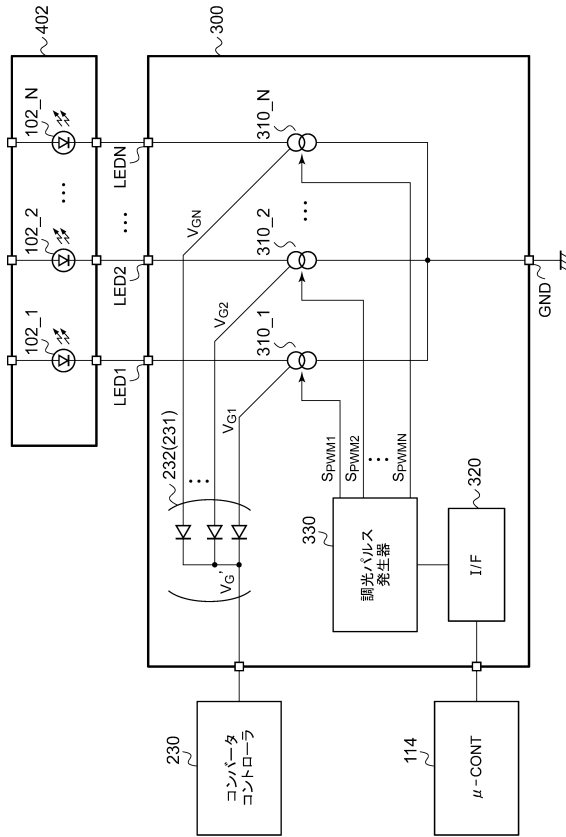 402
102_1
102_2
102_N
...
300
LED1
LED2
...
LEDN
310_1
310_2
310_N
...
VG1
VG2
VGN
232(231)
...
VG'
SPWM1
SPWM2
...
SPWMN
330
調光パルス
発生器
320
I/F
GND
230
コンバータ
コントローラ
114
μ-CONT